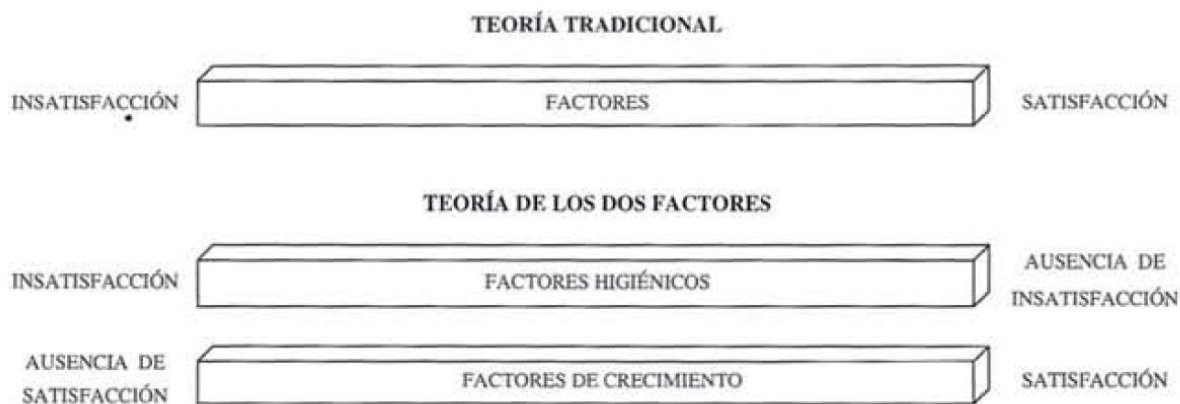 TEORÍA TRADICIONAL
INSATISFACCIÓN
FACTORES
SATISFACCIÓN
TEORÍA DE LOS DOS FACTORES
INSATISFACCIÓN
FACTORES HIGIÉNICOS
AUSENCIA DE
INSATISFACCIÓN
AUSENCIA DE
SATISFACCIÓN
FACTORES DE CRECIMIENTO
SATISFACCIÓN